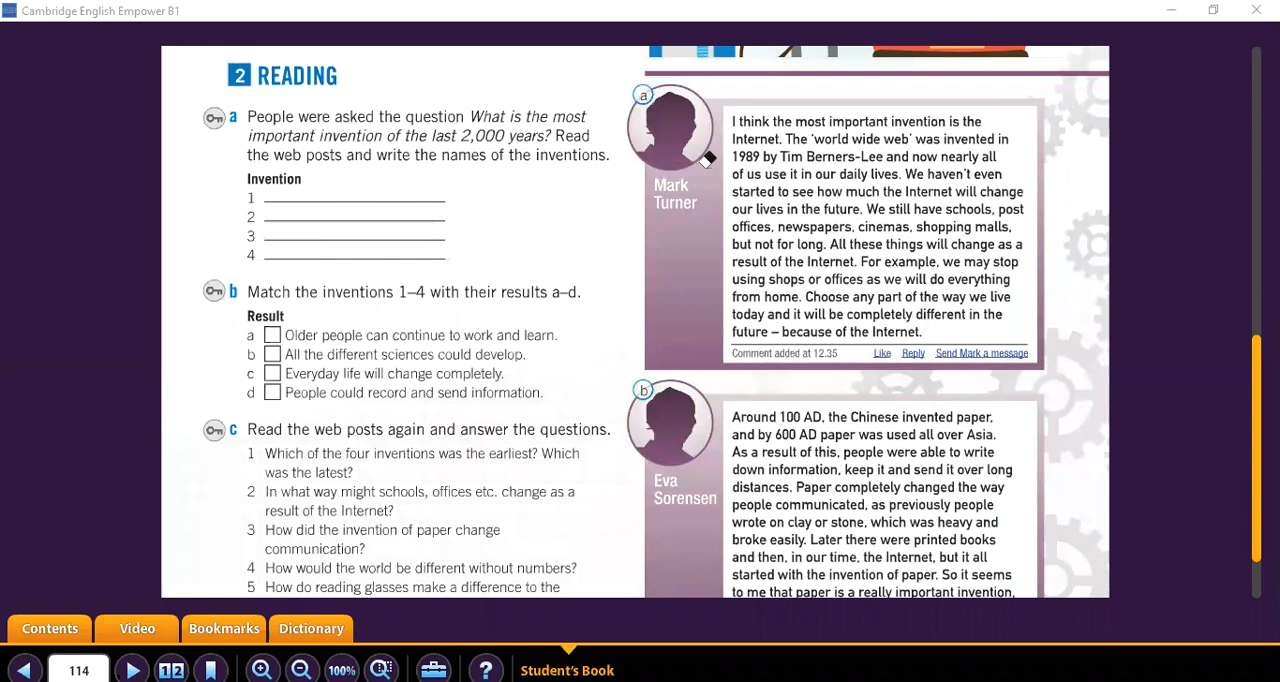 Cambridge English Empower B1
2 READING
a People were asked the question What is the most
important invention of the last 2,000 years? Read
the web posts and write the names of the inventions.
Invention
1
2
3
4
b Match the inventions 1–4 with their results a–d.
Result
a Older people can continue to work and learn.
b All the different sciences could develop.
c Everyday life will change completely.
d People could record and send information.
c Read the web posts again and answer the questions.
1 Which of the four inventions was the earliest? Which
was the latest?
2 In what way might schools, offices etc. change as a
result of the Internet?
3 How did the invention of paper change
communication?
4 How would the world be different without numbers?
5 How do reading glasses make a difference to the
a
Mark
Turner
I think the most important invention is the
Internet. The ‘world wide web’ was invented in
1989 by Tim Berners-Lee and now nearly all
of us use it in our daily lives. We haven’t even
started to see how much the Internet will change
our lives in the future. We still have schools, post
offices, newspapers, cinemas, shopping malls,
but not for long. All these things will change as a
result of the Internet. For example, we may stop
using shops or offices as we will do everything
from home. Choose any part of the way we live
today and it will be completely different in the
future – because of the Internet.
Comment added at 12.35 Like Reply Send Mark a message
b
Eva
Sorensen
Around 100 AD, the Chinese invented paper,
and by 600 AD paper was used all over Asia.
As a result of this, people were able to write
down information, keep it and send it over long
distances. Paper completely changed the way
people communicated, as previously people
wrote on clay or stone, which was heavy and
broke easily. Later there were printed books
and then, in our time, the Internet, but it all
started with the invention of paper. So it seems
to me that paper is a really important invention,
Contents Video Bookmarks Dictionary
114 12 100% ? Student's Book